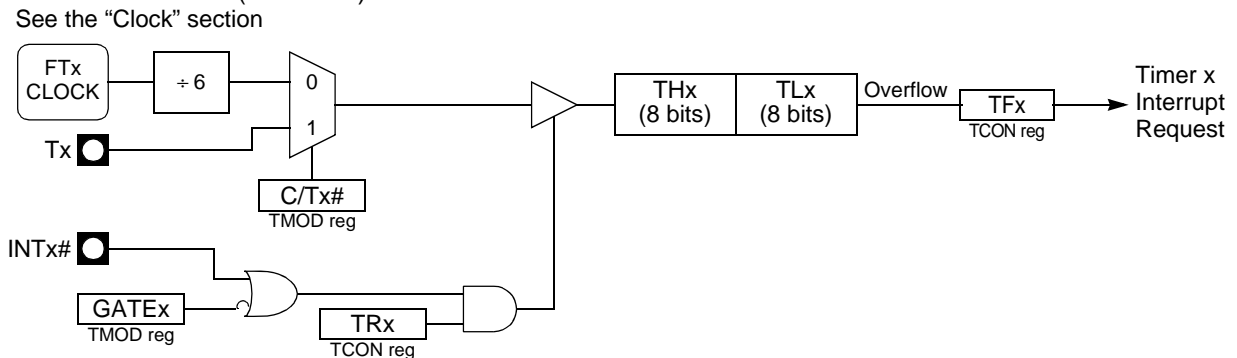 See the “Clock” section
FTx
CLOCK
÷ 6
0
1
Tx
C/Tx#
TMOD reg
THx
(8 bits)
TLx
(8 bits)
Overflow
TFx
TCON reg
Timer x
Interrupt
Request
INTx#
GATEx
TMOD reg
TRx
TCON reg